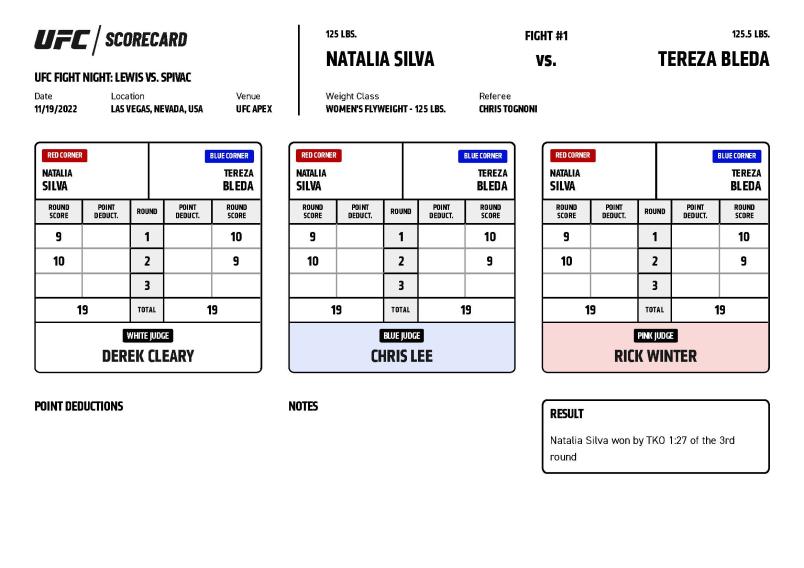 UFC / SCORECARD
UFC FIGHT NIGHT: LEWIS VS. SPIVAC
Date Location Venue
11/19/2022 LAS VEGAS, NEVADA, USA UFC APEX
125 LBS. FIGHT #1 125.5 LBS.
NATALIA SILVA VS. TEREZA BLEDA
Weight Class Referee
WOMEN'S FLYWEIGHT - 125 LBS. CHRIS TOGNONI
RED CORNER BLUE CORNER
NATALIA TEREZA
SILVA BLEDA
ROUND SCORE POINT DEDUCT. ROUND POINT DEDUCT. ROUND SCORE
9 1 10
10 2 9
3
19 TOTAL 19
WHITE JUDGE
DEREK CLEARY
RED CORNER BLUE CORNER
NATALIA TEREZA
SILVA BLEDA
ROUND SCORE POINT DEDUCT. ROUND POINT DEDUCT. ROUND SCORE
9 1 10
10 2 9
3
19 TOTAL 19
BLUE JUDGE
CHRIS LEE
RED CORNER BLUE CORNER
NATALIA TEREZA
SILVA BLEDA
ROUND SCORE POINT DEDUCT. ROUND POINT DEDUCT. ROUND SCORE
9 1 10
10 2 9
3
19 TOTAL 19
PINK JUDGE
RICK WINTER
POINT DEDUCTIONS
NOTES
RESULT
Natalia Silva won by TKO 1:27 of the 3rd
round